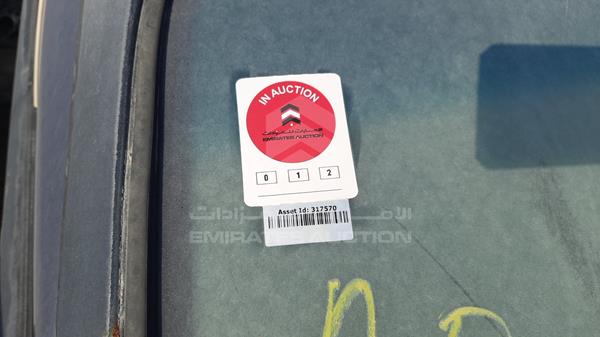 IN AUCTION
الإمارات للمزادات
EMIRATES AUCTION
0 1 2
Asset Id: 317570
الإمارات للمزادات
EMIRATES AUCTION